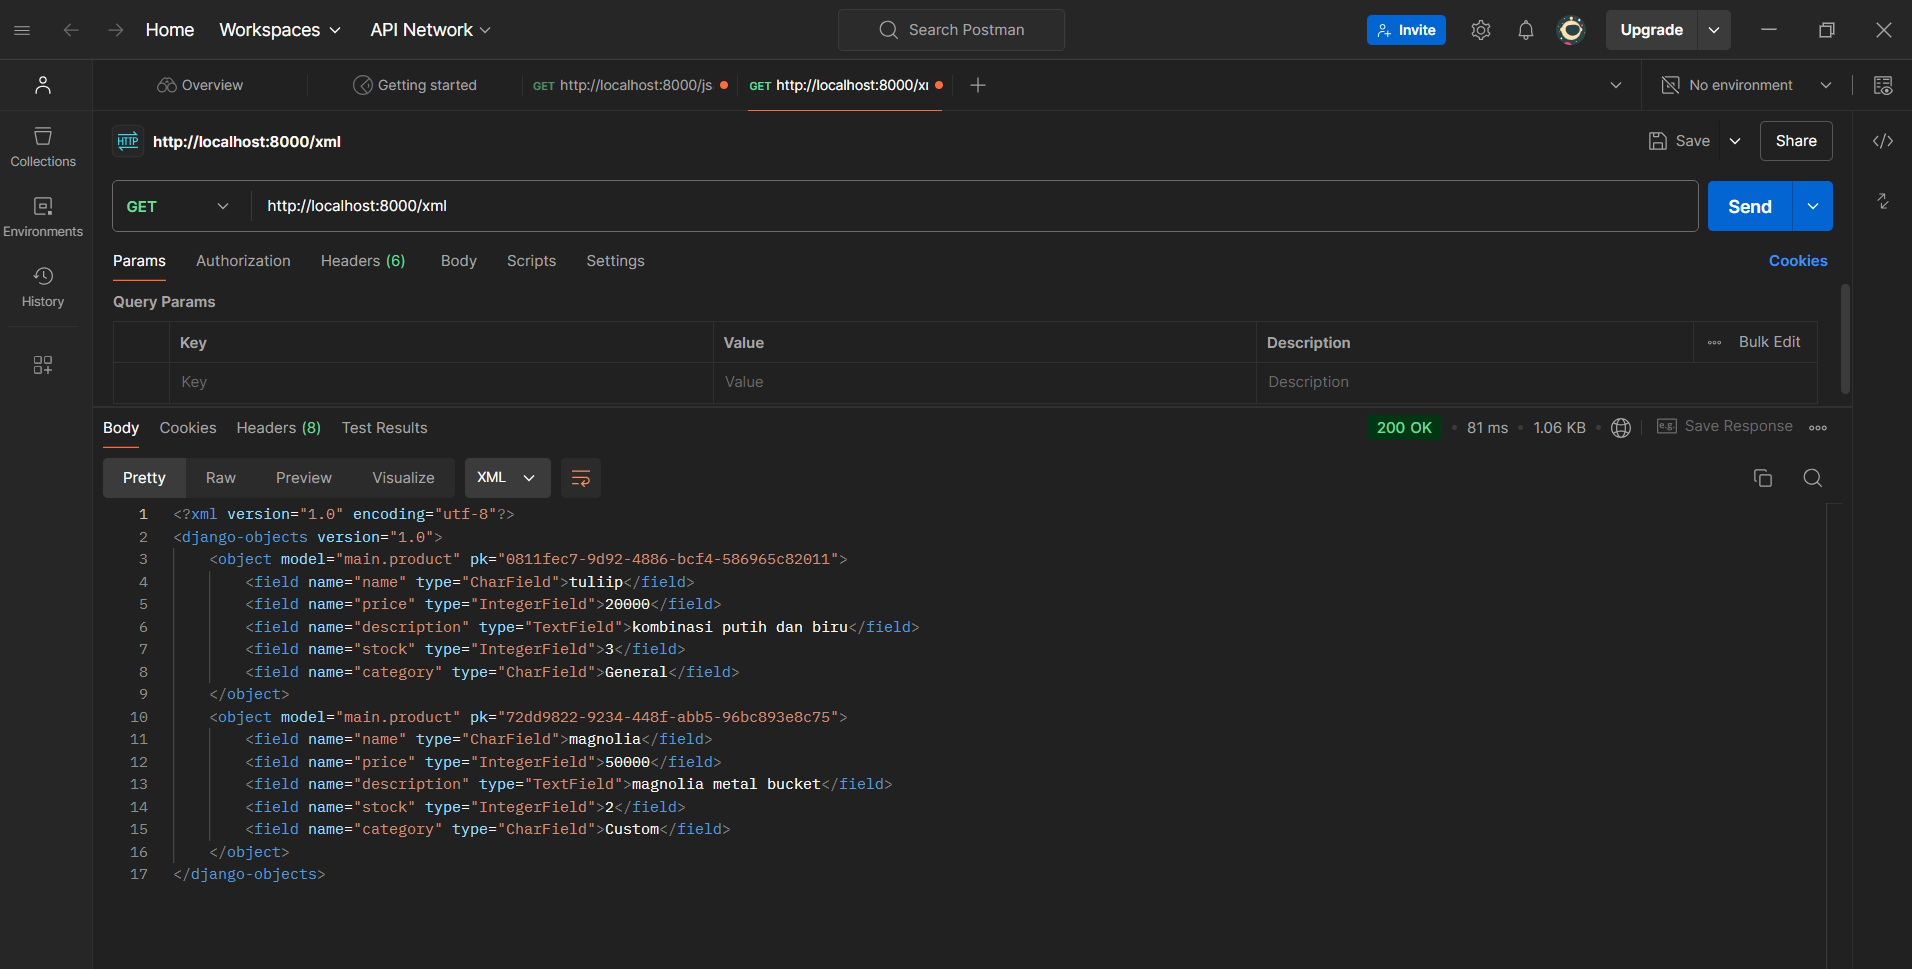 Home Workspaces API Network Search Postman Invite Upgrade
Overview Getting started GET http://localhost:8000/js GET http://localhost:8000/xı No environment
HTTP http://localhost:8000/xml Save Share
Collections
GET http://localhost:8000/xml Send
Environments
Params Authorization Headers (6) Body Scripts Settings Cookies
History
Query Params
Key Value Description Bulk Edit
Key Value Description
Body Cookies Headers (8) Test Results 200 OK • 81 ms • 1.06 KB • e.g. Save Response
Pretty Raw Preview Visualize XML
1 <?xml version="1.0" encoding="utf-8"?>
2 <django-objects version="1.0">
3 <object model="main.product" pk="0811fec7-9d92-4886-bcf4-586965c82011">
4 <field name="name" type="CharField">tuliip</field>
5 <field name="price" type="IntegerField">20000</field>
6 <field name="description" type="TextField">kombinasi putih dan biru</field>
7 <field name="stock" type="IntegerField">3</field>
8 <field name="category" type="CharField">General</field>
9 </object>
10 <object model="main.product" pk="72dd9822-9234-448f-abb5-96bc893e8c75">
11 <field name="name" type="CharField">magnolia</field>
12 <field name="price" type="IntegerField">50000</field>
13 <field name="description" type="TextField">magnolia metal bucket</field>
14 <field name="stock" type="IntegerField">2</field>
15 <field name="category" type="CharField">Custom</field>
16 </object>
17 </django-objects>